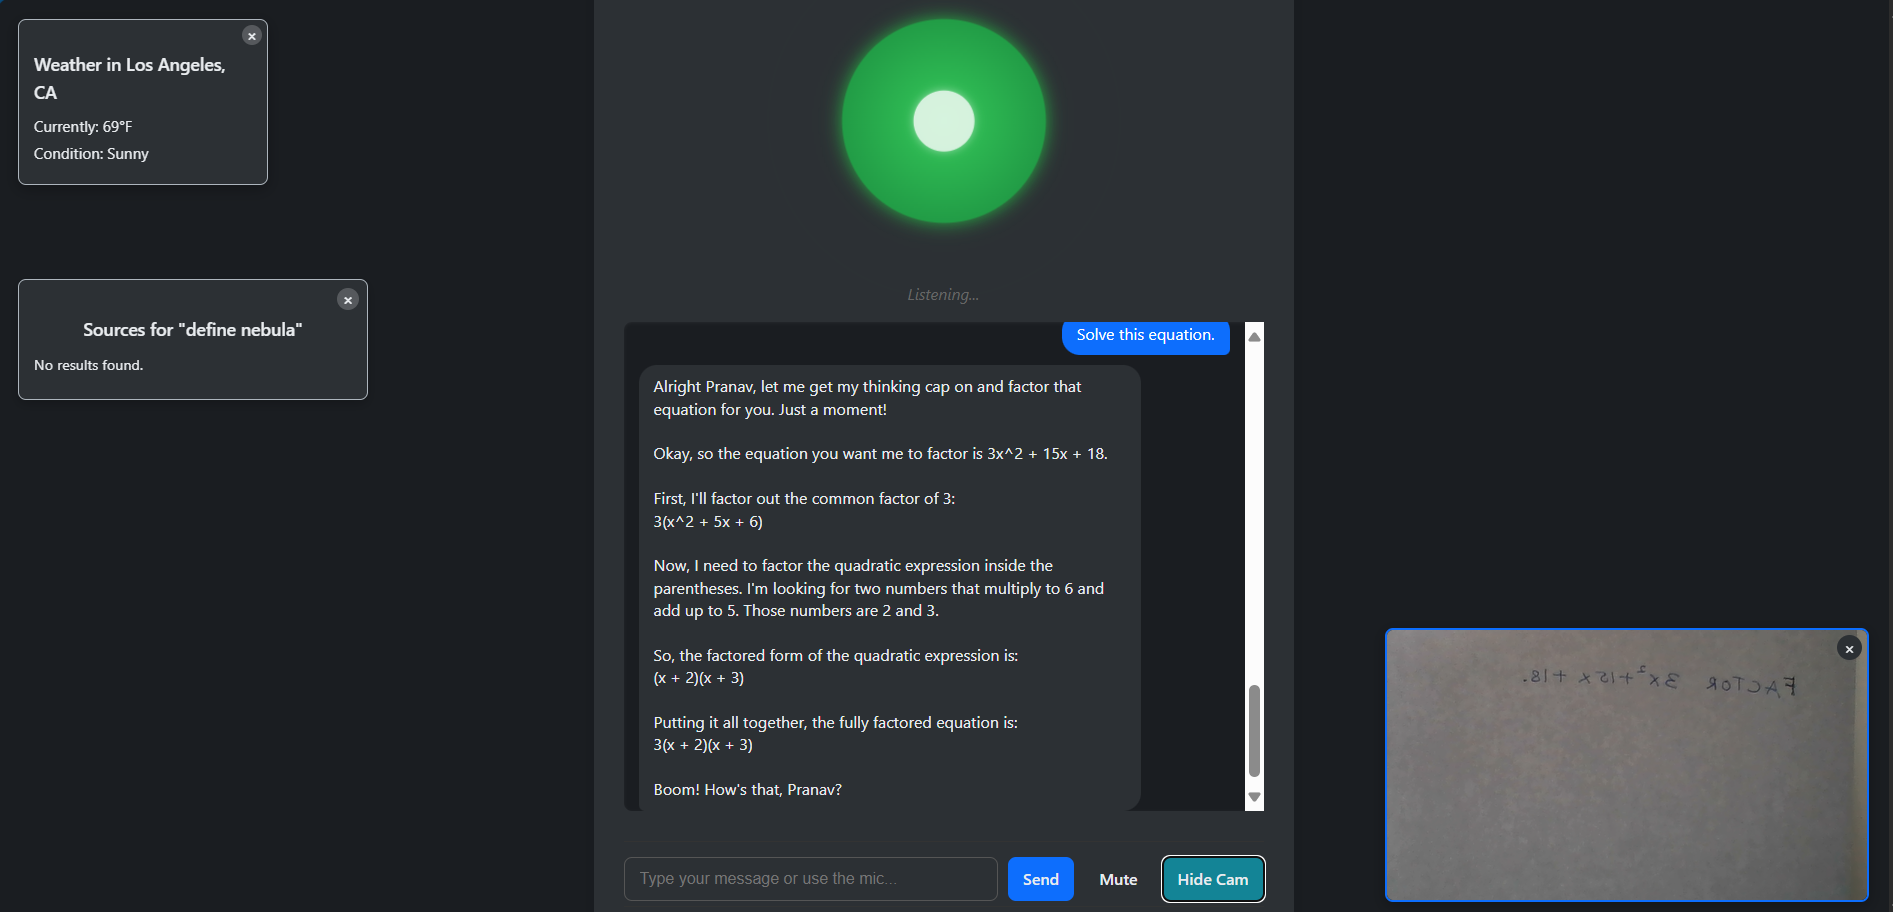 Weather in Los Angeles,
CA
Currently: 69°F
Condition: Sunny
Sources for "define nebula"
No results found.
Listening...
Solve this equation.
Alright Pranav, let me get my thinking cap on and factor that
equation for you. Just a moment!
Okay, so the equation you want me to factor is 3x^2 + 15x + 18.
First, I'll factor out the common factor of 3:
3(x^2 + 5x + 6)
Now, I need to factor the quadratic expression inside the
parentheses. I'm looking for two numbers that multiply to 6 and
add up to 5. Those numbers are 2 and 3.
So, the factored form of the quadratic expression is:
(x + 2)(x + 3)
Putting it all together, the fully factored equation is:
3(x + 2)(x + 3)
Boom! How's that, Pranav?
Type your message or use the mic...
Send
Mute
Hide Cam
FACTOR 3x²+15x+18.